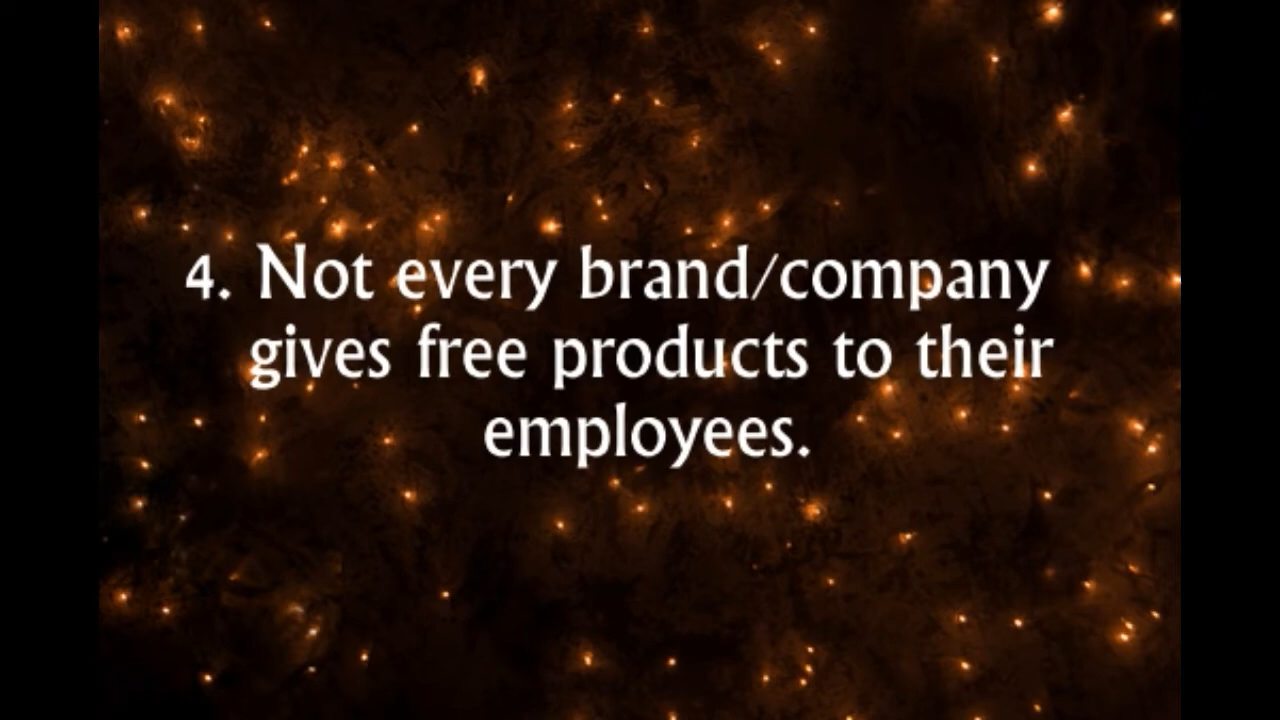 4. Not every brand/company
gives free products to their
employees.